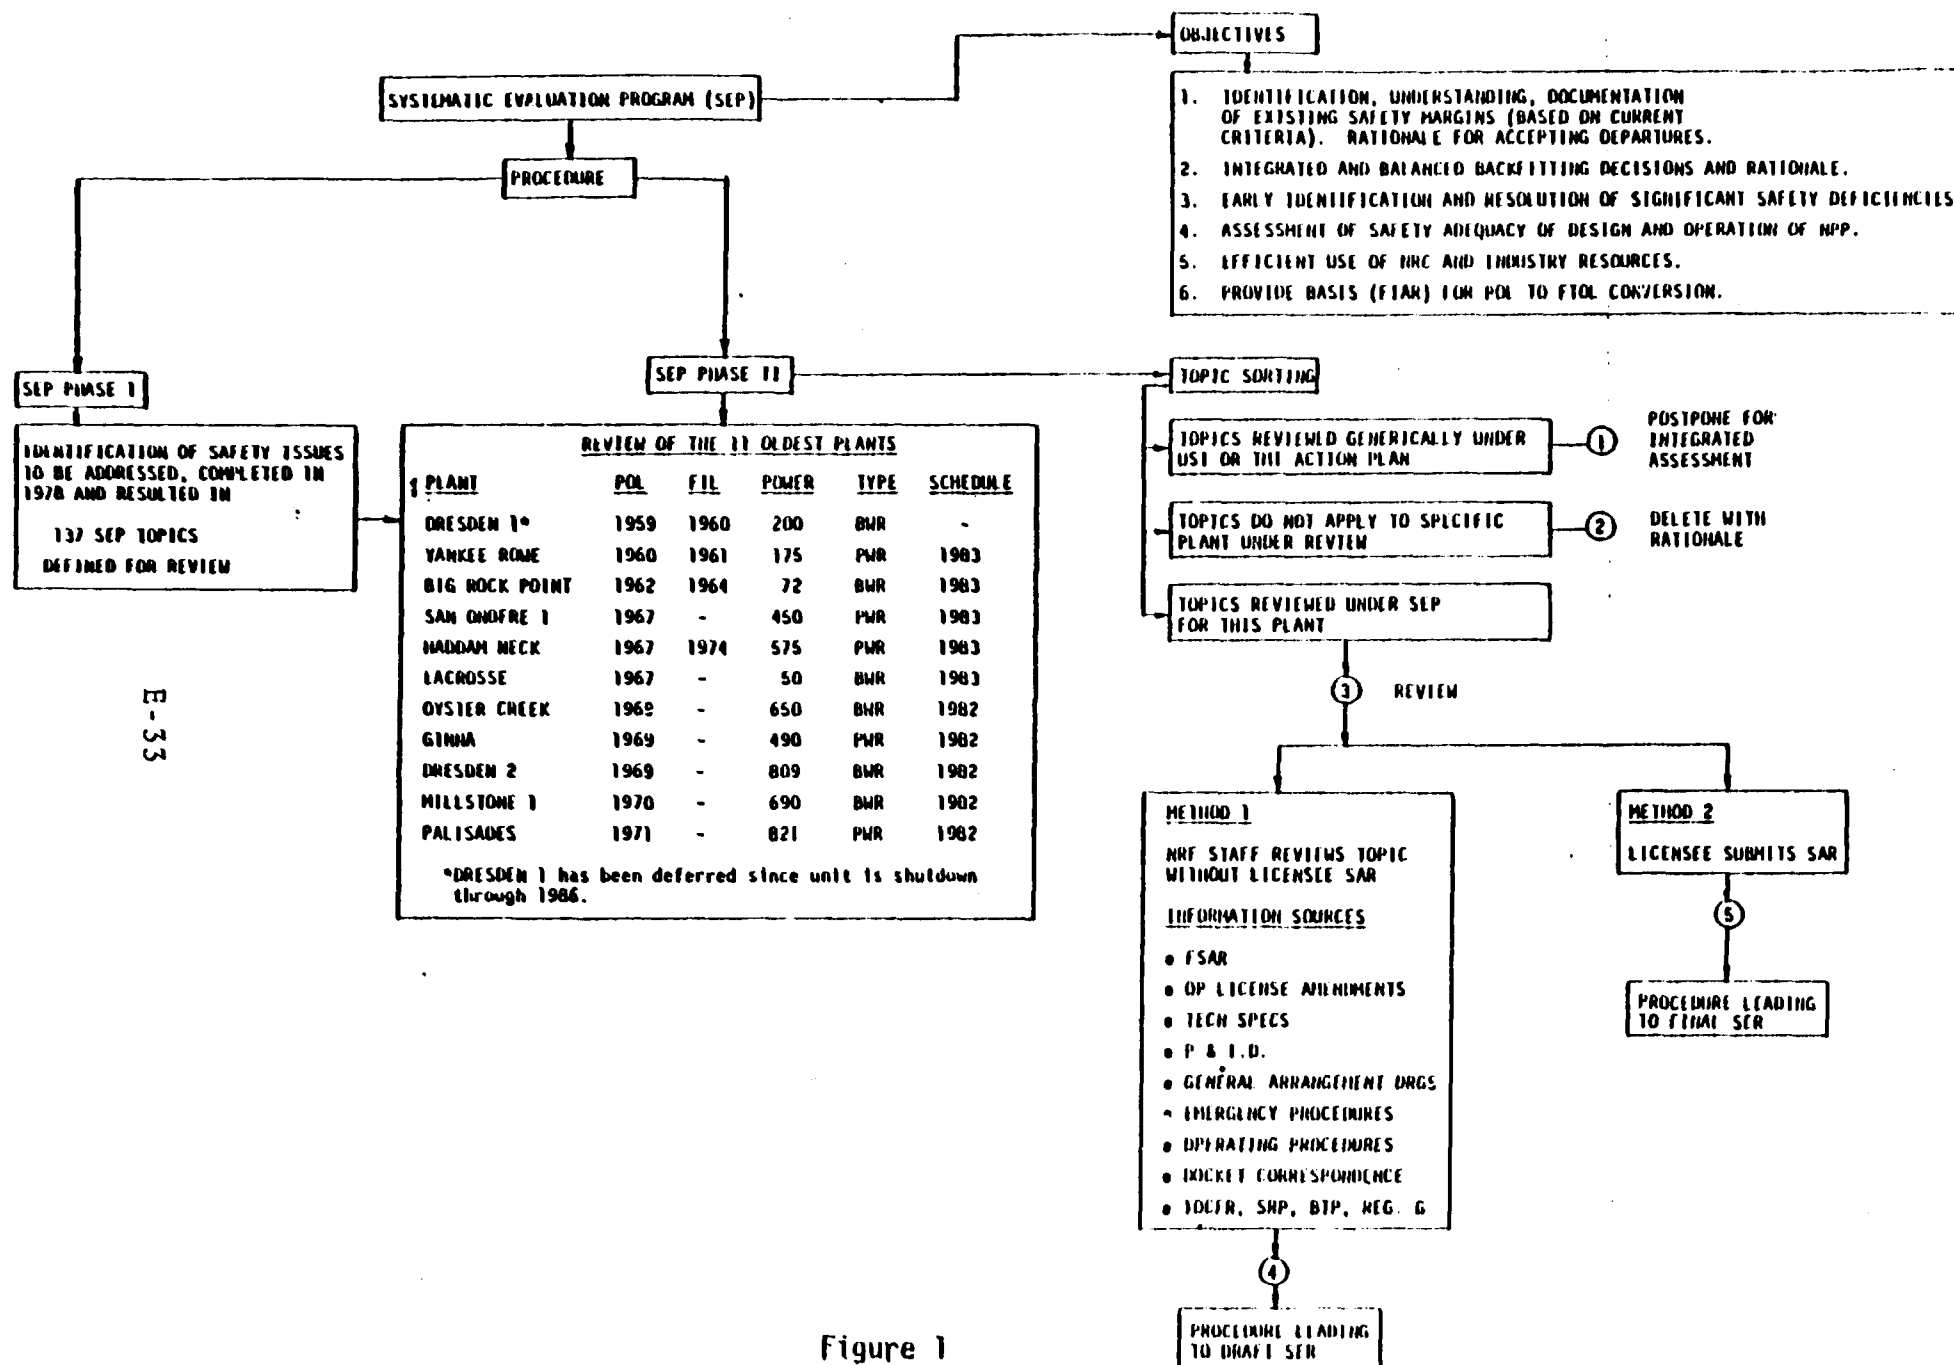 OBJECTIVES
SYSTEMATIC EVALUATION PROGRAM (SEP)
1. IDENTIFICATION, UNDERSTANDING, DOCUMENTATION
OF EXISTING SAFETY MARGINS (BASED ON CURRENT
CRITERIA). RATIONALE FOR ACCEPTING DEPARTURES.
2. INTEGRATED AND BALANCED BACKFITTING DECISIONS AND RATIONALE.
3. EARLY IDENTIFICATION AND RESOLUTION OF SIGNIFICANT SAFETY DEFICIENCIES
4. ASSESSMENT OF SAFETY ADEQUACY OF DESIGN AND OPERATION OF NPP.
5. EFFICIENT USE OF NRC AND INDUSTRY RESOURCES.
6. PROVIDE BASIS (FTAR) FOR POL TO FTOL CONVERSION.
PROCEDURE
SEP PHASE I
SEP PHASE II
TOPIC SORTING
IDENTIFICATION OF SAFETY ISSUES
TO BE ADDRESSED, COMPLETED IN
1978 AND RESULTED IN
137 SEP TOPICS
DEFINED FOR REVIEW
REVIEW OF THE 11 OLDEST PLANTS
PLANT POL FTL POWER TYPE SCHEDULE
DRESDEN 1* 1959 1960 200 BWR -
YANKEE ROWE 1960 1961 175 PWR 1983
BIG ROCK POINT 1962 1964 72 BWR 1983
SAN ONOFRE 1 1967 - 450 PWR 1983
HADDAM NECK 1967 1974 575 PWR 1983
LACROSSE 1967 - 50 BWR 1983
OYSTER CREEK 1969 - 650 BWR 1982
GINNA 1969 - 490 PWR 1982
DRESDEN 2 1969 - 809 BWR 1982
MILLSTONE 1 1970 - 690 BWR 1982
PALISADES 1971 - 821 PWR 1982
*DRESDEN 1 has been deferred since unit is shutdown
through 1986.
TOPICS REVIEWED GENERICALLY UNDER
USI OR TMI ACTION PLAN
1
POSTPONE FOR
INTEGRATED
ASSESSMENT
TOPICS DO NOT APPLY TO SPECIFIC
PLANT UNDER REVIEW
2
DELETE WITH
RATIONALE
TOPICS REVIEWED UNDER SEP
FOR THIS PLANT
3 REVIEW
METHOD 1
NRF STAFF REVIEWS TOPIC
WITHOUT LICENSEE SAR
INFORMATION SOURCES
• FSAR
• OP LICENSE AMENDMENTS
• TECH SPECS
• P & I.D.
• GENERAL ARRANGEMENT DRGS
• EMERGENCY PROCEDURES
• OPERATING PROCEDURES
• DOCKET CORRESPONDENCE
• 10CFR, SRP, BTP, REG. G
4
PROCEDURE LEADING
TO DRAFT SER
METHOD 2
LICENSEE SUBMITS SAR
5
PROCEDURE LEADING
TO FINAL SER
E-33
Figure 1